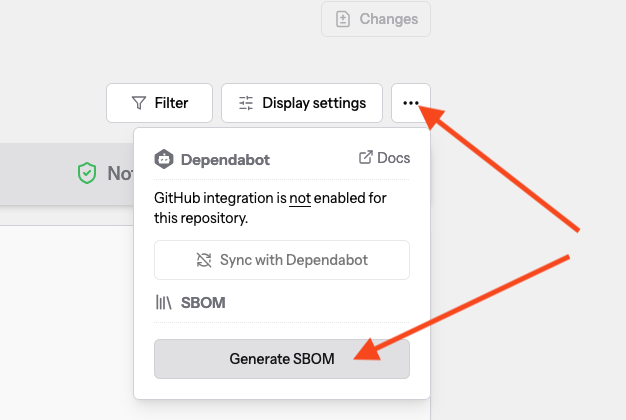 Changes
Filter
Display settings
Dependabot
Docs
GitHub integration is not enabled for
this repository.
Sync with Dependabot
SBOM
Generate SBOM